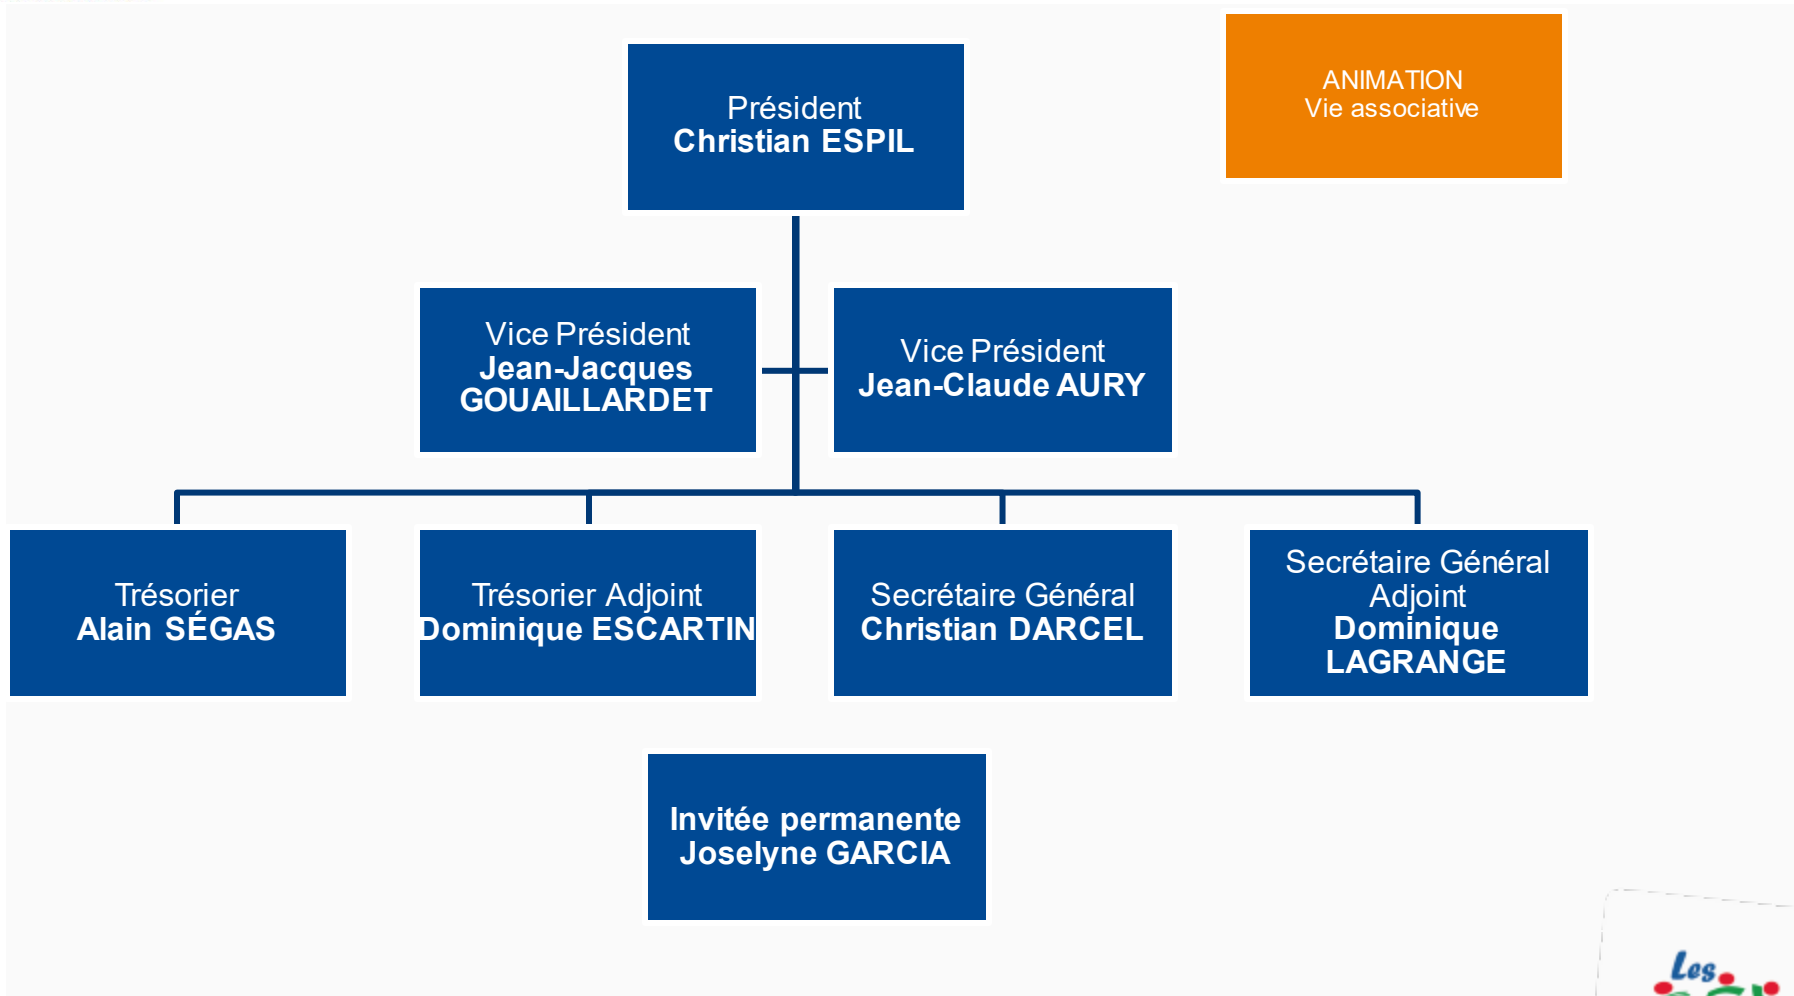 ANIMATION
Vie associative
Président
Christian ESPIL
Vice Président
Jean-Jacques
GOUAILLARDET
Vice Président
Jean-Claude AURY
Trésorier
Alain SÉGAS
Trésorier Adjoint
Dominique ESCARTIN
Secrétaire Général
Christian DARCEL
Secrétaire Général
Adjoint
Dominique
LAGRANGE
Invitée permanente
Joselyne GARCIA
Les